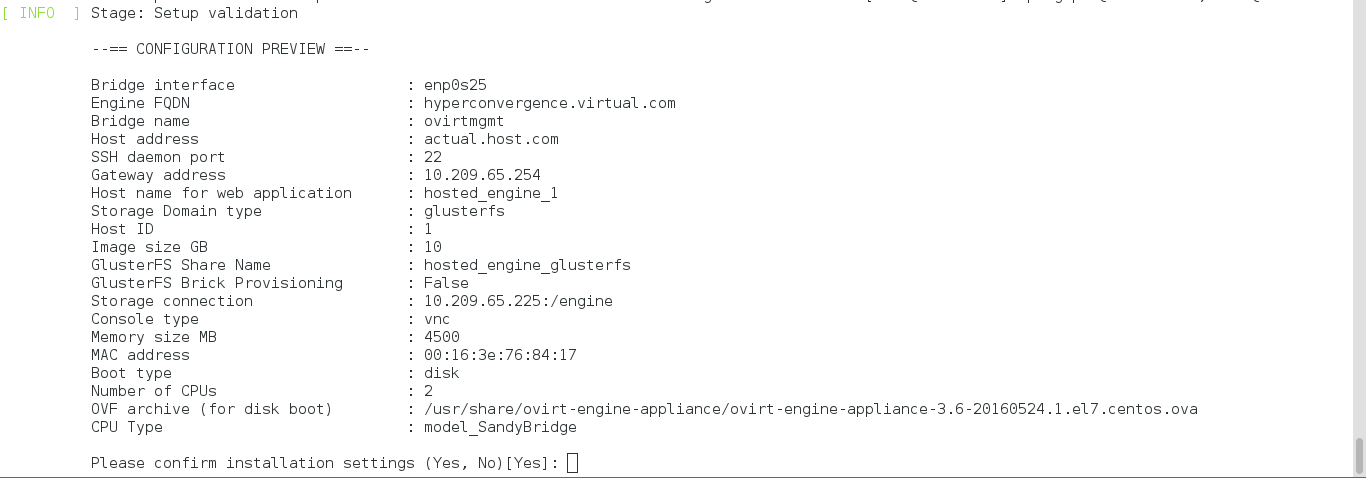 [ INFO  ] Stage: Setup validation
--== CONFIGURATION PREVIEW ==--
Bridge interface                   : enp0s25
Engine FQDN                        : hyperconvergence.virtual.com
Bridge name                        : ovirtmgmt
Host address                       : actual.host.com
SSH daemon port                    : 22
Gateway address                    : 10.209.65.254
Host name for web application      : hosted_engine_1
Storage Domain type                : glusterfs
Host ID                            : 1
Image size GB                      : 10
GlusterFS Share Name               : hosted_engine_glusterfs
GlusterFS Brick Provisioning       : False
Storage connection                 : 10.209.65.225:/engine
Console type                       : vnc
Memory size MB                     : 4500
MAC address                        : 00:16:3e:76:84:17
Boot type                          : disk
Number of CPUs                     : 2
OVF archive (for disk boot)        : /usr/share/ovirt-engine-appliance/ovirt-engine-appliance-3.6-20160524.1.el7.centos.ova
CPU Type                           : model_SandyBridge
Please confirm installation settings (Yes, No)[Yes]: